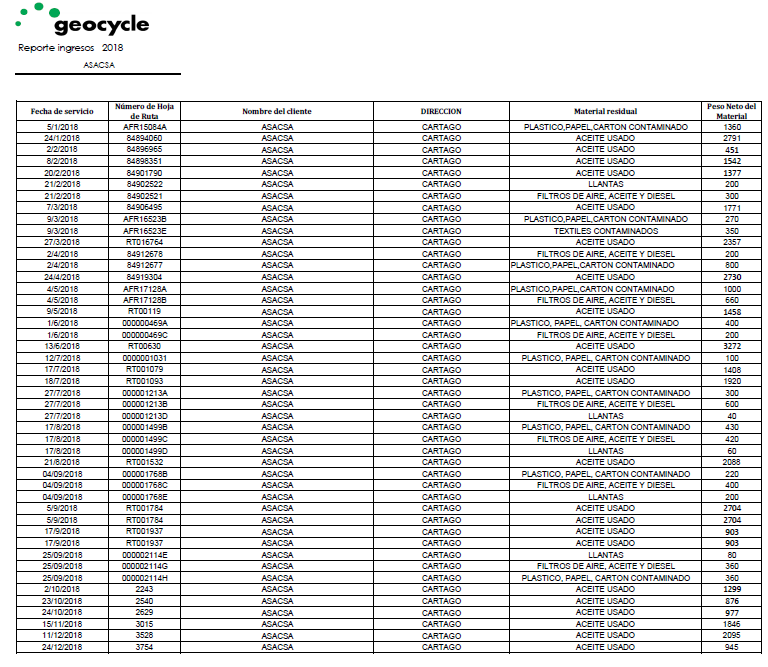 geocycle
Reporte ingresos 2018
ASACSA
Fecha de servicio Número de Hoja de Ruta Nombre del cliente DIRECCION Material residual Peso Neto del Material
5/1/2018 AFR15084A ASACSA CARTAGO PLASTICO,PAPEL,CARTON CONTAMINADO 1360
24/1/2018 84894060 ASACSA CARTAGO ACEITE USADO 2791
2/2/2018 84896965 ASACSA CARTAGO ACEITE USADO 451
8/2/2018 84898351 ASACSA CARTAGO ACEITE USADO 1542
20/2/2018 84901790 ASACSA CARTAGO ACEITE USADO 1377
21/2/2018 84902522 ASACSA CARTAGO LLANTAS 200
21/2/2018 84902521 ASACSA CARTAGO FILTROS DE AIRE, ACEITE Y DIESEL 300
7/3/2018 84906495 ASACSA CARTAGO ACEITE USADO 1771
9/3/2018 AFR16523B ASACSA CARTAGO PLASTICO,PAPEL,CARTON CONTAMINADO 270
9/3/2018 AFR16523E ASACSA CARTAGO TEXTILES CONTAMINADOS 350
27/3/2018 RT016764 ASACSA CARTAGO ACEITE USADO 2357
2/4/2018 84912678 ASACSA CARTAGO FILTROS DE AIRE, ACEITE Y DIESEL 200
2/4/2018 84912677 ASACSA CARTAGO PLASTICO,PAPEL,CARTON CONTAMINADO 800
24/4/2018 84919304 ASACSA CARTAGO ACEITE USADO 2730
4/5/2018 AFR17128A ASACSA CARTAGO PLASTICO,PAPEL,CARTON CONTAMINADO 1000
4/5/2018 AFR17128B ASACSA CARTAGO FILTROS DE AIRE, ACEITE Y DIESEL 660
9/5/2018 RT00119 ASACSA CARTAGO ACEITE USADO 1458
1/6/2018 000000469A ASACSA CARTAGO PLASTICO, PAPEL, CARTON CONTAMINADO 400
1/6/2018 000000469C ASACSA CARTAGO FILTROS DE AIRE, ACEITE Y DIESEL 200
13/6/2018 RT00630 ASACSA CARTAGO ACEITE USADO 3272
12/7/2018 0000001031 ASACSA CARTAGO PLASTICO, PAPEL, CARTON CONTAMINADO 100
17/7/2018 RT001079 ASACSA CARTAGO ACEITE USADO 1408
18/7/2018 RT001093 ASACSA CARTAGO ACEITE USADO 1920
27/7/2018 000001213A ASACSA CARTAGO PLASTICO, PAPEL, CARTON CONTAMINADO 300
27/7/2018 000001213B ASACSA CARTAGO FILTROS DE AIRE, ACEITE Y DIESEL 600
27/7/2018 000001213D ASACSA CARTAGO LLANTAS 40
17/8/2018 000001499B ASACSA CARTAGO PLASTICO, PAPEL, CARTON CONTAMINADO 430
17/8/2018 000001499C ASACSA CARTAGO FILTROS DE AIRE, ACEITE Y DIESEL 420
17/8/2018 000001499D ASACSA CARTAGO LLANTAS 60
21/8/2018 RT001532 ASACSA CARTAGO ACEITE USADO 2088
04/09/2018 000001768B ASACSA CARTAGO PLASTICO, PAPEL, CARTON CONTAMINADO 220
04/09/2018 000001768C ASACSA CARTAGO FILTROS DE AIRE, ACEITE Y DIESEL 400
04/09/2018 000001768E ASACSA CARTAGO LLANTAS 200
5/9/2018 RT001784 ASACSA CARTAGO ACEITE USADO 2704
5/9/2018 RT001784 ASACSA CARTAGO ACEITE USADO 2704
17/9/2018 RT001937 ASACSA CARTAGO ACEITE USADO 903
17/9/2018 RT001937 ASACSA CARTAGO ACEITE USADO 903
25/09/2018 000002114E ASACSA CARTAGO LLANTAS 80
25/09/2018 000002114G ASACSA CARTAGO FILTROS DE AIRE, ACEITE Y DIESEL 360
25/09/2018 000002114H ASACSA CARTAGO PLASTICO, PAPEL, CARTON CONTAMINADO 360
2/10/2018 2243 ASACSA CARTAGO ACEITE USADO 1299
23/10/2018 2540 ASACSA CARTAGO ACEITE USADO 876
24/10/2018 2629 ASACSA CARTAGO ACEITE USADO 977
15/11/2018 3015 ASACSA CARTAGO ACEITE USADO 1846
11/12/2018 3528 ASACSA CARTAGO ACEITE USADO 2095
24/12/2018 3754 ASACSA CARTAGO ACEITE USADO 945